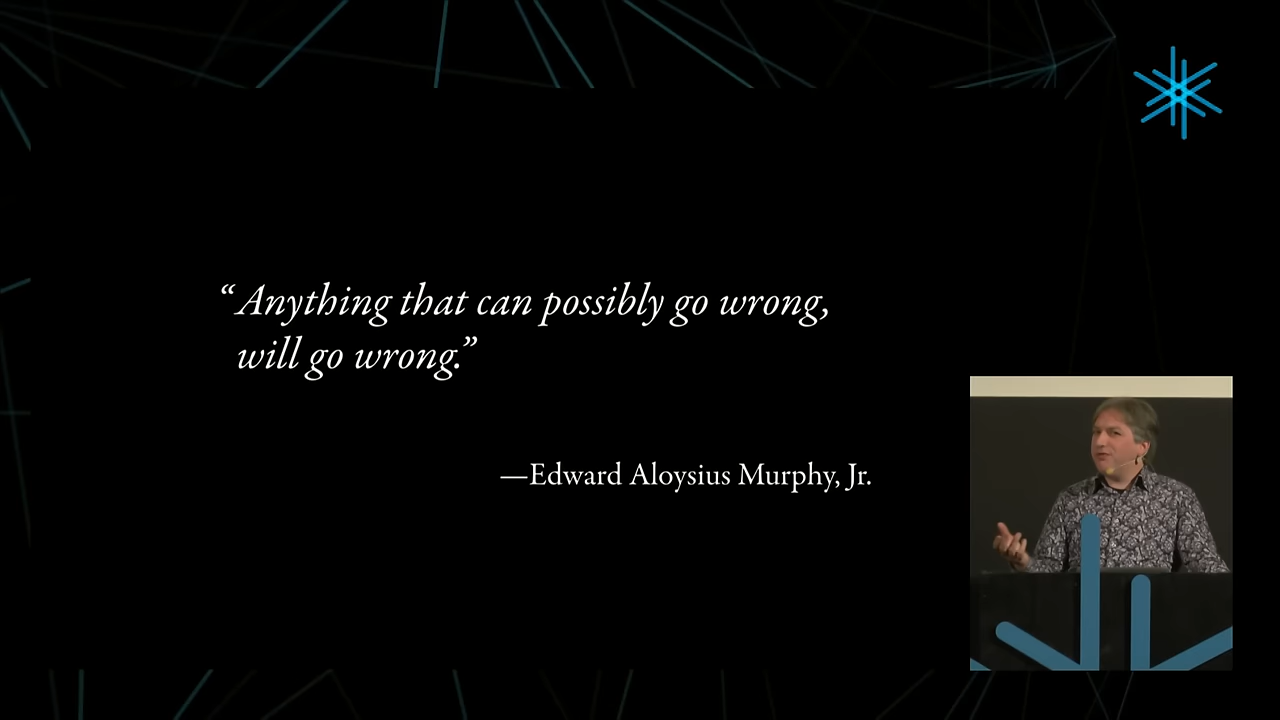 “Anything that can possibly go wrong,
will go wrong.”
—Edward Aloysius Murphy, Jr.